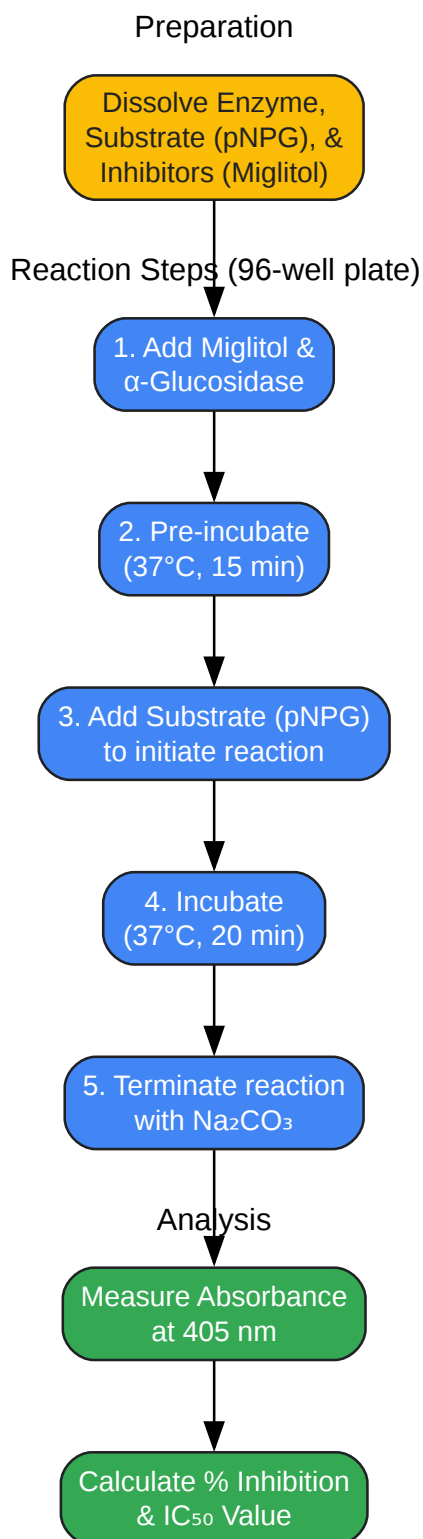 Preparation
Dissolve Enzyme,
Substrate (pNPG), &
Inhibitors (Miglitol)
Reaction Steps (96-well plate)
1. Add Miglitol &
α-Glucosidase
2. Pre-incubate
(37°C, 15 min)
3. Add Substrate (pNPG)
to initiate reaction
4. Incubate
(37°C, 20 min)
5. Terminate reaction
with Na₂CO₃
Analysis
Measure Absorbance
at 405 nm
Calculate % Inhibition
& IC₅₀ Value